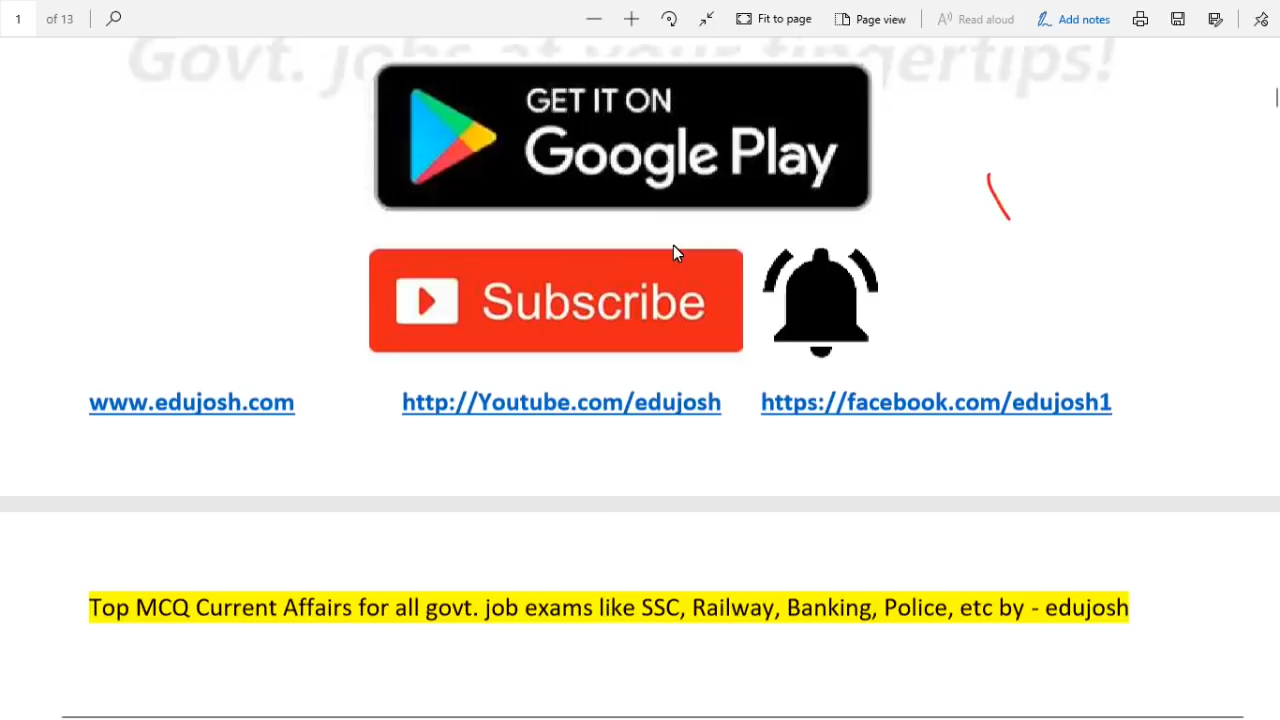 1 of 13 Fit to page Page view Read aloud Add notes
Govt. jobs at your fingertips!
GET IT ON
Google Play
Subscribe
www.edujosh.com http://Youtube.com/edujosh https://facebook.com/edujosh1
Top MCQ Current Affairs for all govt. job exams like SSC, Railway, Banking, Police, etc by - edujosh